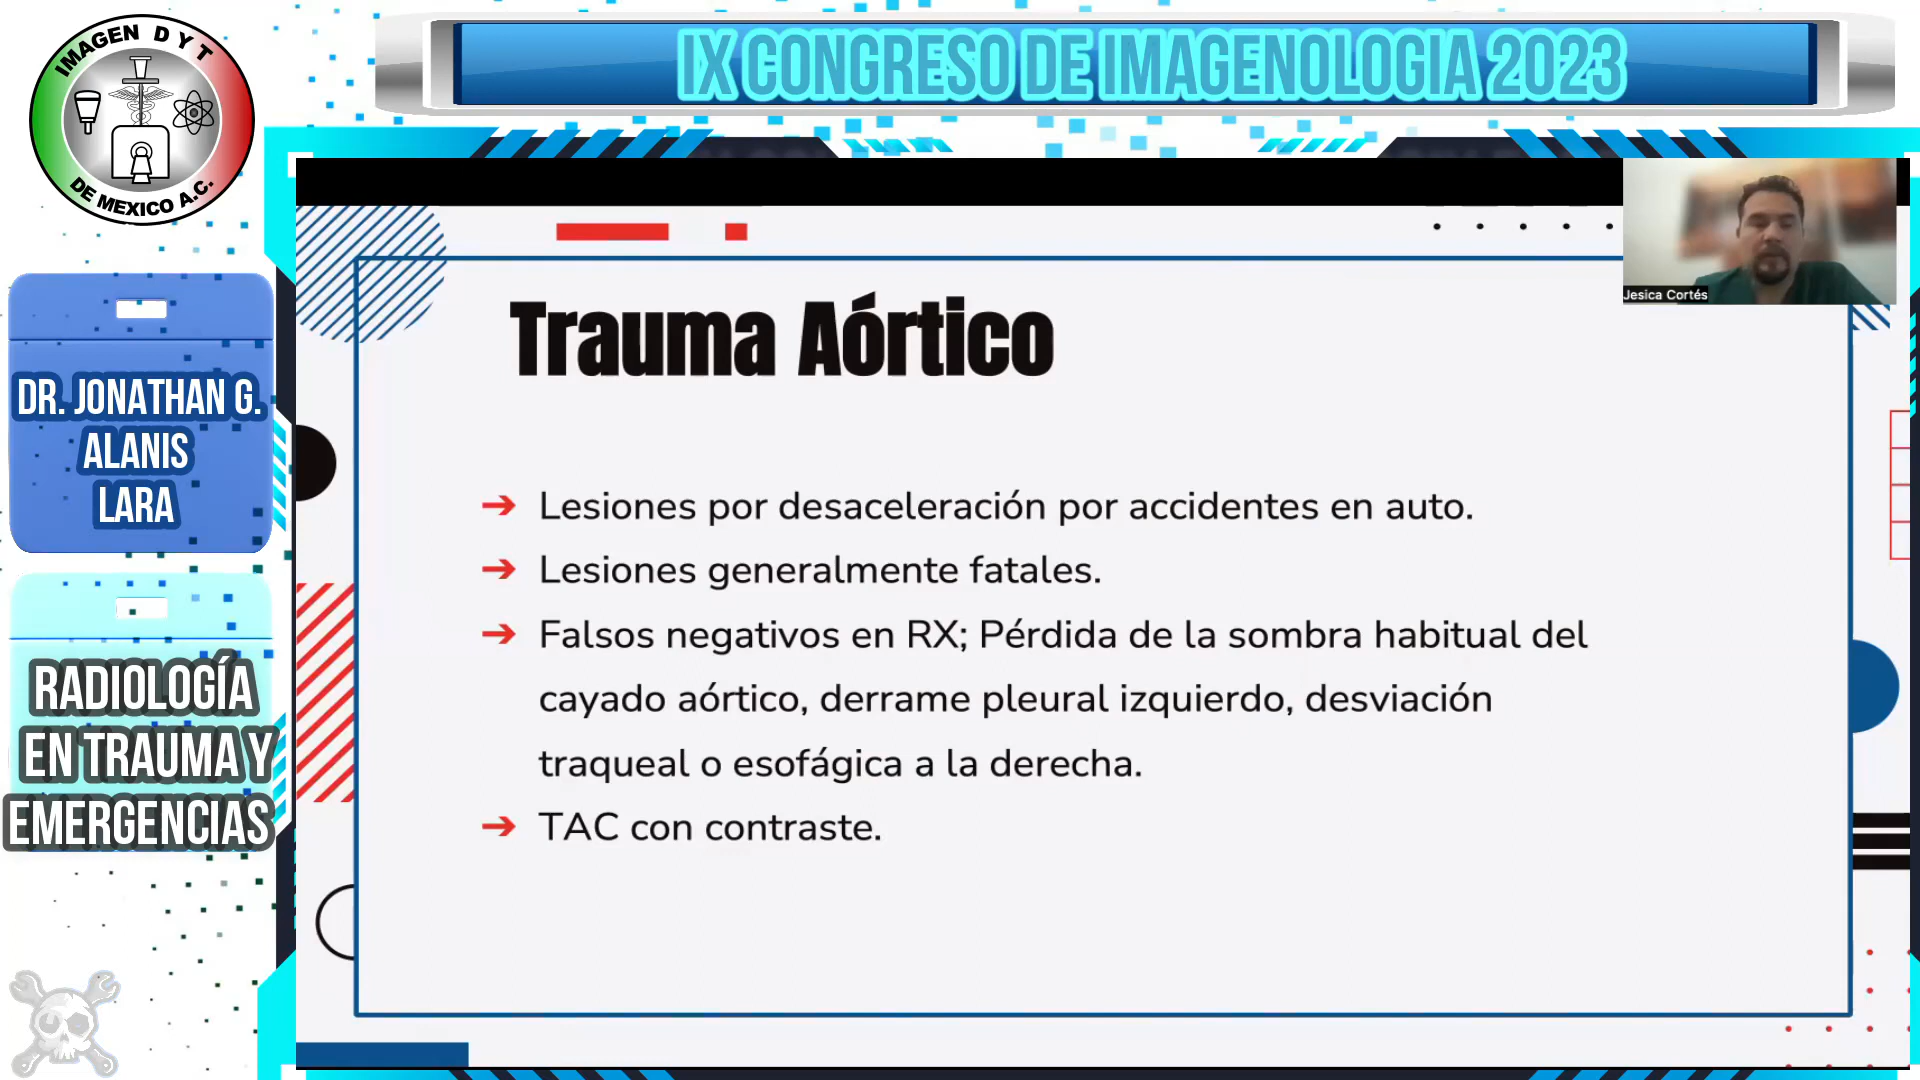 IMAGEN D Y T
DE MEXICO A.C.
IX CONGRESO DE IMAGENOLOGIA 2023
Jesica Cortés
DR. JONATHAN G.
ALANIS
LARA
RADIOLOGÍA
EN TRAUMA Y
EMERGENCIAS
Trauma Aórtico
➔ Lesiones por desaceleración por accidentes en auto.
➔ Lesiones generalmente fatales.
➔ Falsos negativos en RX; Pérdida de la sombra habitual del
cayado aórtico, derrame pleural izquierdo, desviación
traqueal o esofágica a la derecha.
➔ TAC con contraste.